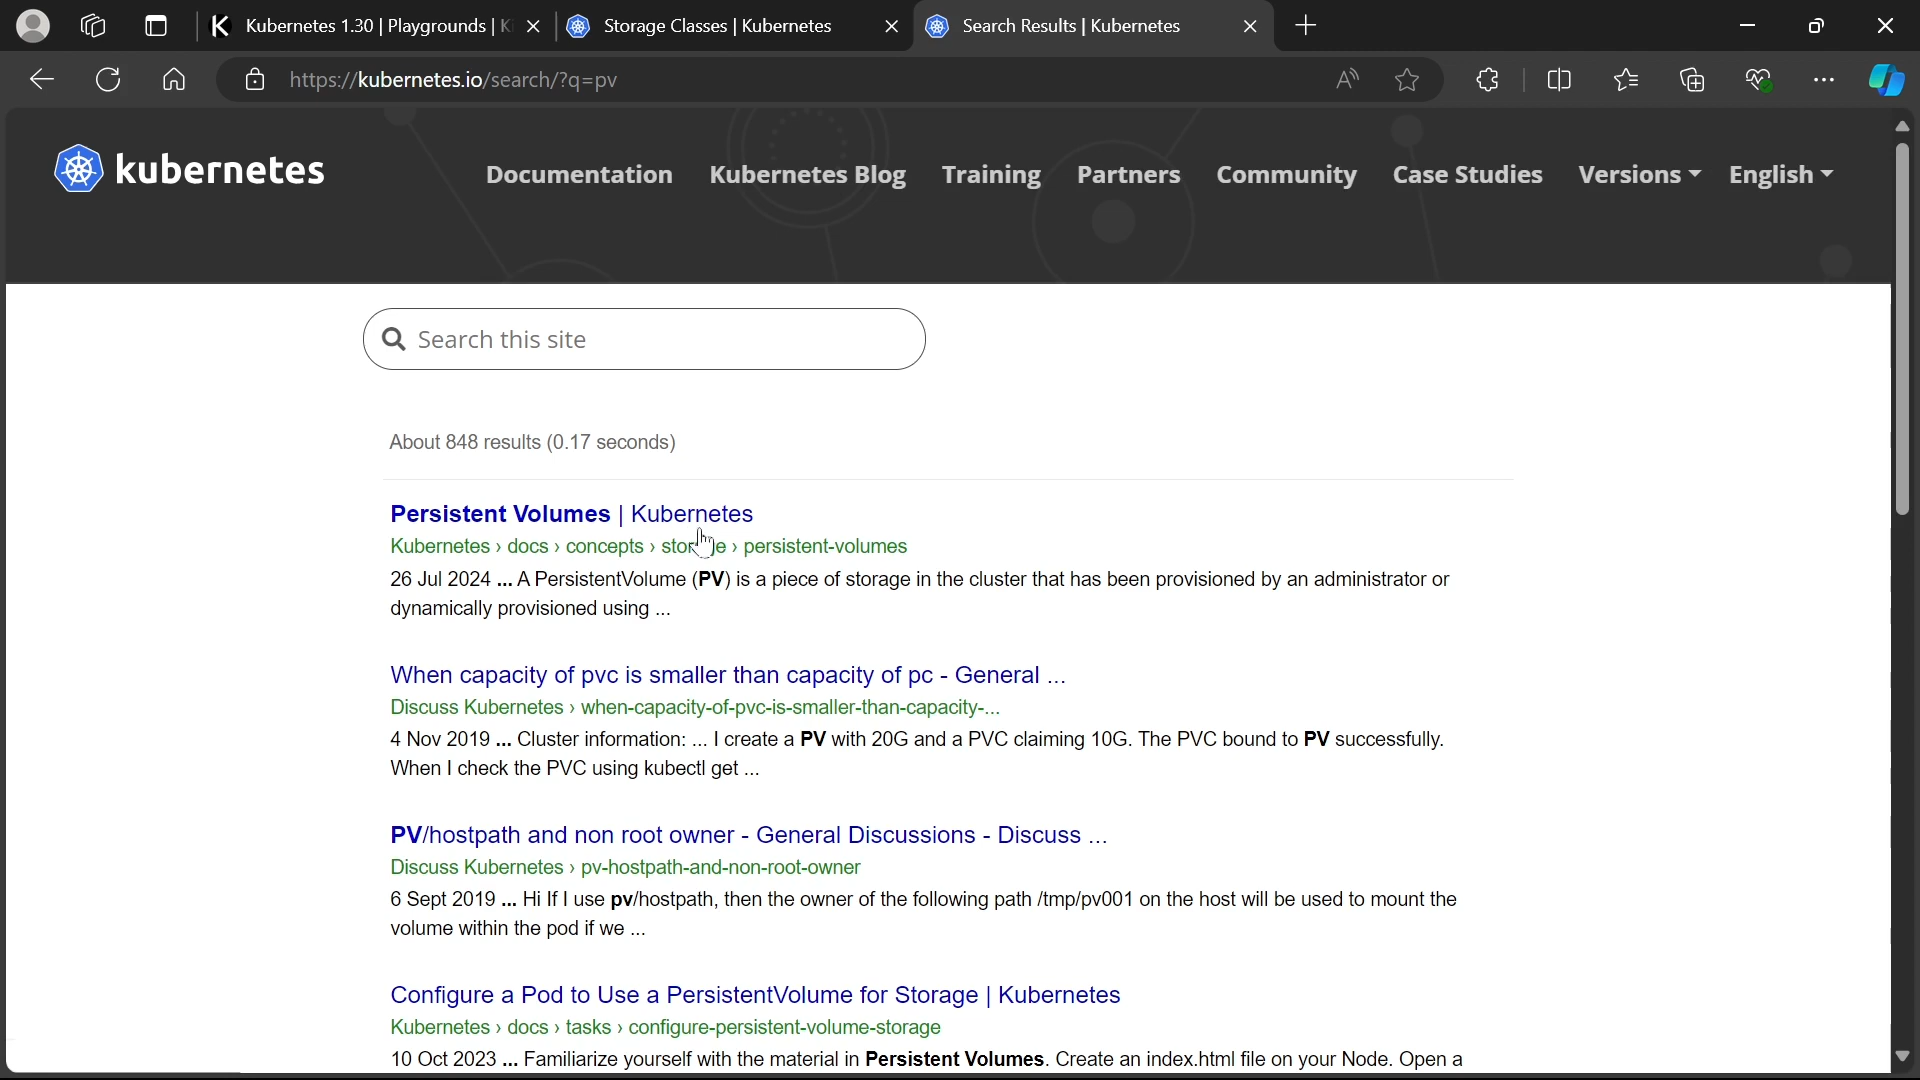 Kubernetes 1.30 | Playgrounds |
Storage Classes | Kubernetes
Search Results | Kubernetes
https://kubernetes.io/search/?q=pv
kubernetes
Documentation
Kubernetes Blog
Training
Partners
Community
Case Studies
Versions
English
Search this site
About 848 results (0.17 seconds)
Persistent Volumes | Kubernetes
Kubernetes › docs › concepts › storage › persistent-volumes
26 Jul 2024 ... A PersistentVolume (PV) is a piece of storage in the cluster that has been provisioned by an administrator or
dynamically provisioned using ...
When capacity of pvc is smaller than capacity of pc - General ...
Discuss Kubernetes › when-capacity-of-pvc-is-smaller-than-capacity-...
4 Nov 2019 ... Cluster information: ... I create a PV with 20G and a PVC claiming 10G. The PVC bound to PV successfully.
When I check the PVC using kubectl get ...
PV/hostpath and non root owner - General Discussions - Discuss ...
Discuss Kubernetes › pv-hostpath-and-non-root-owner
6 Sept 2019 ... Hi If I use pv/hostpath, then the owner of the following path /tmp/pv001 on the host will be used to mount the
volume within the pod if we ...
Configure a Pod to Use a PersistentVolume for Storage | Kubernetes
Kubernetes › docs › tasks › configure-persistent-volume-storage
10 Oct 2023 ... Familiarize yourself with the material in Persistent Volumes. Create an index.html file on your Node. Open a